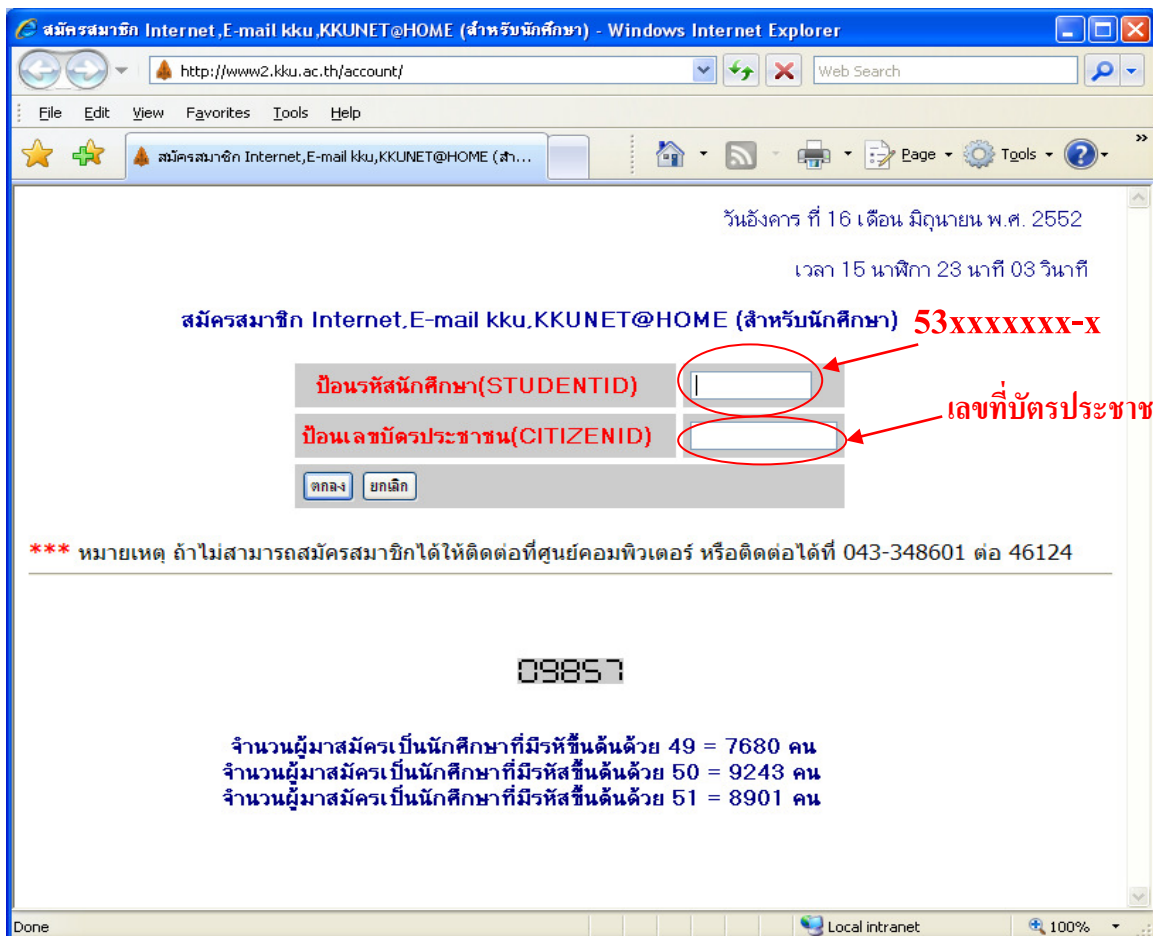 สมัครสมาชิก Internet,E-mail kku,KKUNET@HOME (สำหรับนักศึกษา) - Windows Internet Explorer
http://www2.kku.ac.th/account/
Web Search
File Edit View Favorites Tools Help
สมัครสมาชิก Internet,E-mail kku,KKUNET@HOME (สำ...
Page Tools
»
วันอังคาร ที่ 16 เดือน มิถุนายน พ.ศ. 2552
เวลา 15 นาฬิกา 23 นาที 03 วินาที
สมัครสมาชิก Internet,E-mail kku,KKUNET@HOME (สำหรับนักศึกษา) 53xxxxxxx-x
ป้อนรหัสนักศึกษา(STUDENTID)
เลขที่บัตรประชาช
ป้อนเลขบัตรประชาชน(CITIZENID)
ตกลง ยกเลิก
*** หมายเหตุ ถ้าไม่สามารถสมัครสมาชิกได้ให้ติดต่อที่ศูนย์คอมพิวเตอร์ หรือติดต่อได้ที่ 043-348601 ต่อ 46124
09857
จำนวนผู้มาสมัครเป็นนักศึกษาที่มีรหัขึ้นต้นด้วย 49 = 7680 คน
จำนวนผู้มาสมัครเป็นนักศึกษาที่มีรหัสขึ้นต้นด้วย 50 = 9243 คน
จำนวนผู้มาสมัครเป็นนักศึกษาที่มีรหัสขึ้นต้นด้วย 51 = 8901 คน
Done Local intranet 100%